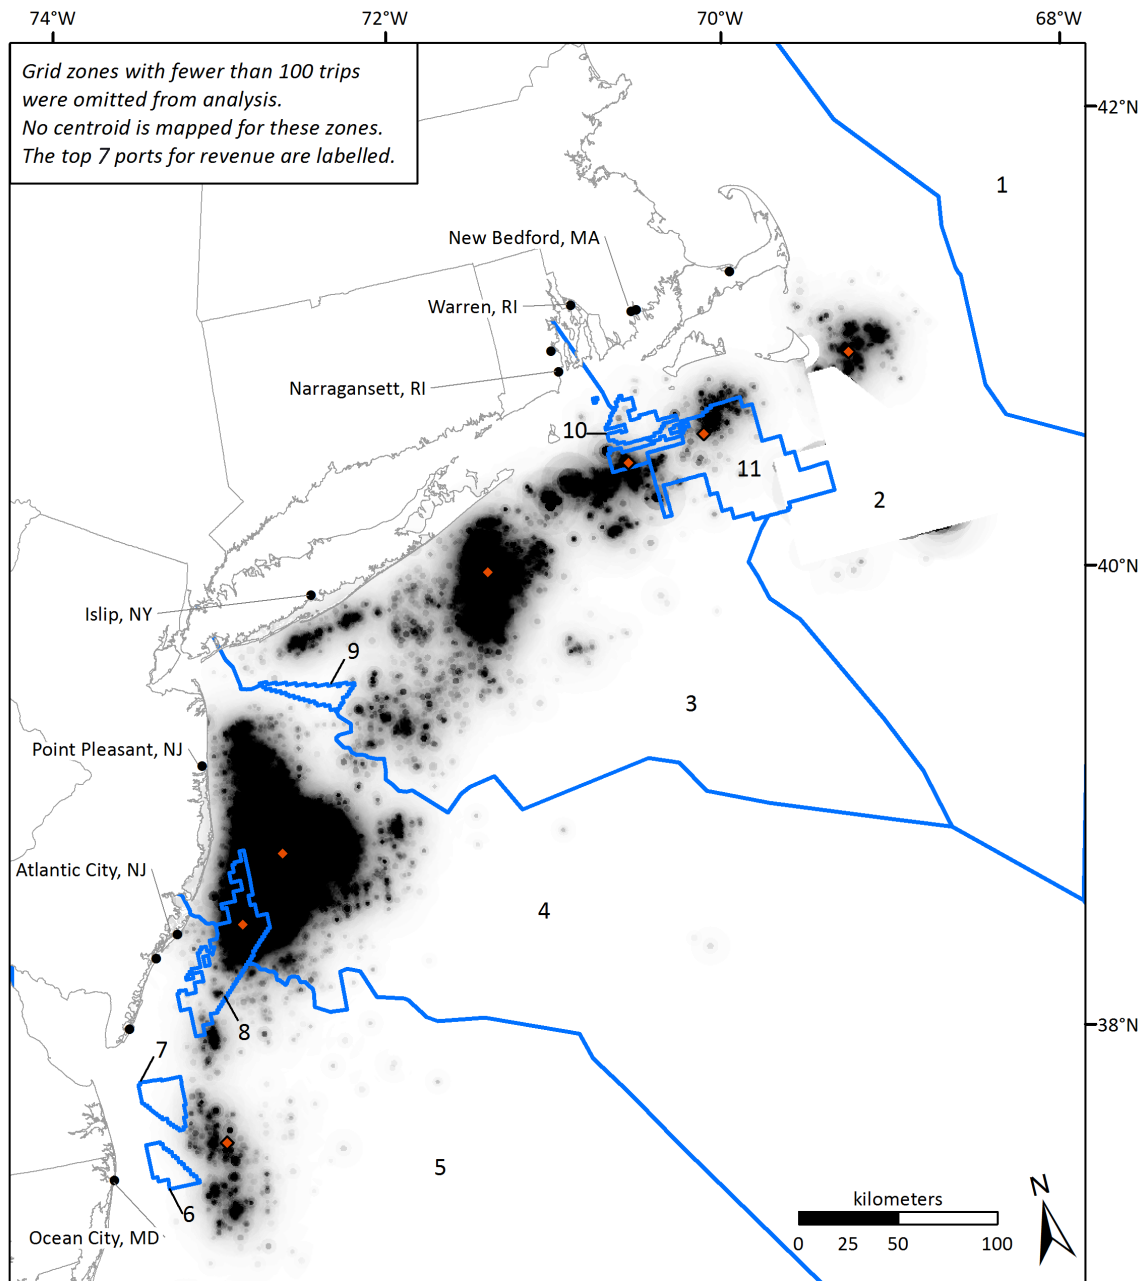 74°W
72°W
70°W
68°W
Grid zones with fewer than 100 trips
were omitted from analysis.
No centroid is mapped for these zones.
The top 7 ports for revenue are labelled.
42°N
1
New Bedford, MA
Warren, RI
Narragansett, RI
10
11
2
40°N
Islip, NY
9
3
Point Pleasant, NJ
Atlantic City, NJ
4
38°N
8
7
5
6
Ocean City, MD
N
kilometers
0 25 50 100